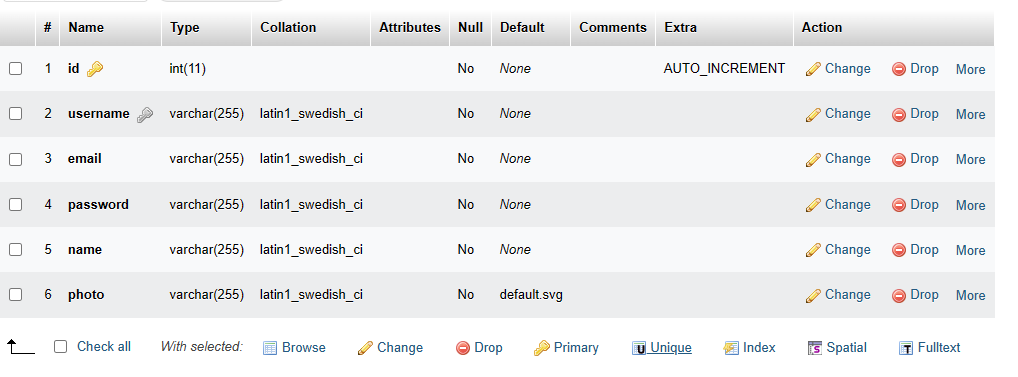 # Name Type Collation Attributes Null Default Comments Extra Action
1 id int(11) No None AUTO_INCREMENT Change Drop More
2 username varchar(255) latin1_swedish_ci No None Change Drop More
3 email varchar(255) latin1_swedish_ci No None Change Drop More
4 password varchar(255) latin1_swedish_ci No None Change Drop More
5 name varchar(255) latin1_swedish_ci No None Change Drop More
6 photo varchar(255) latin1_swedish_ci No default.svg Change Drop More
Check all With selected: Browse Change Drop Primary Unique Index Spatial Fulltext